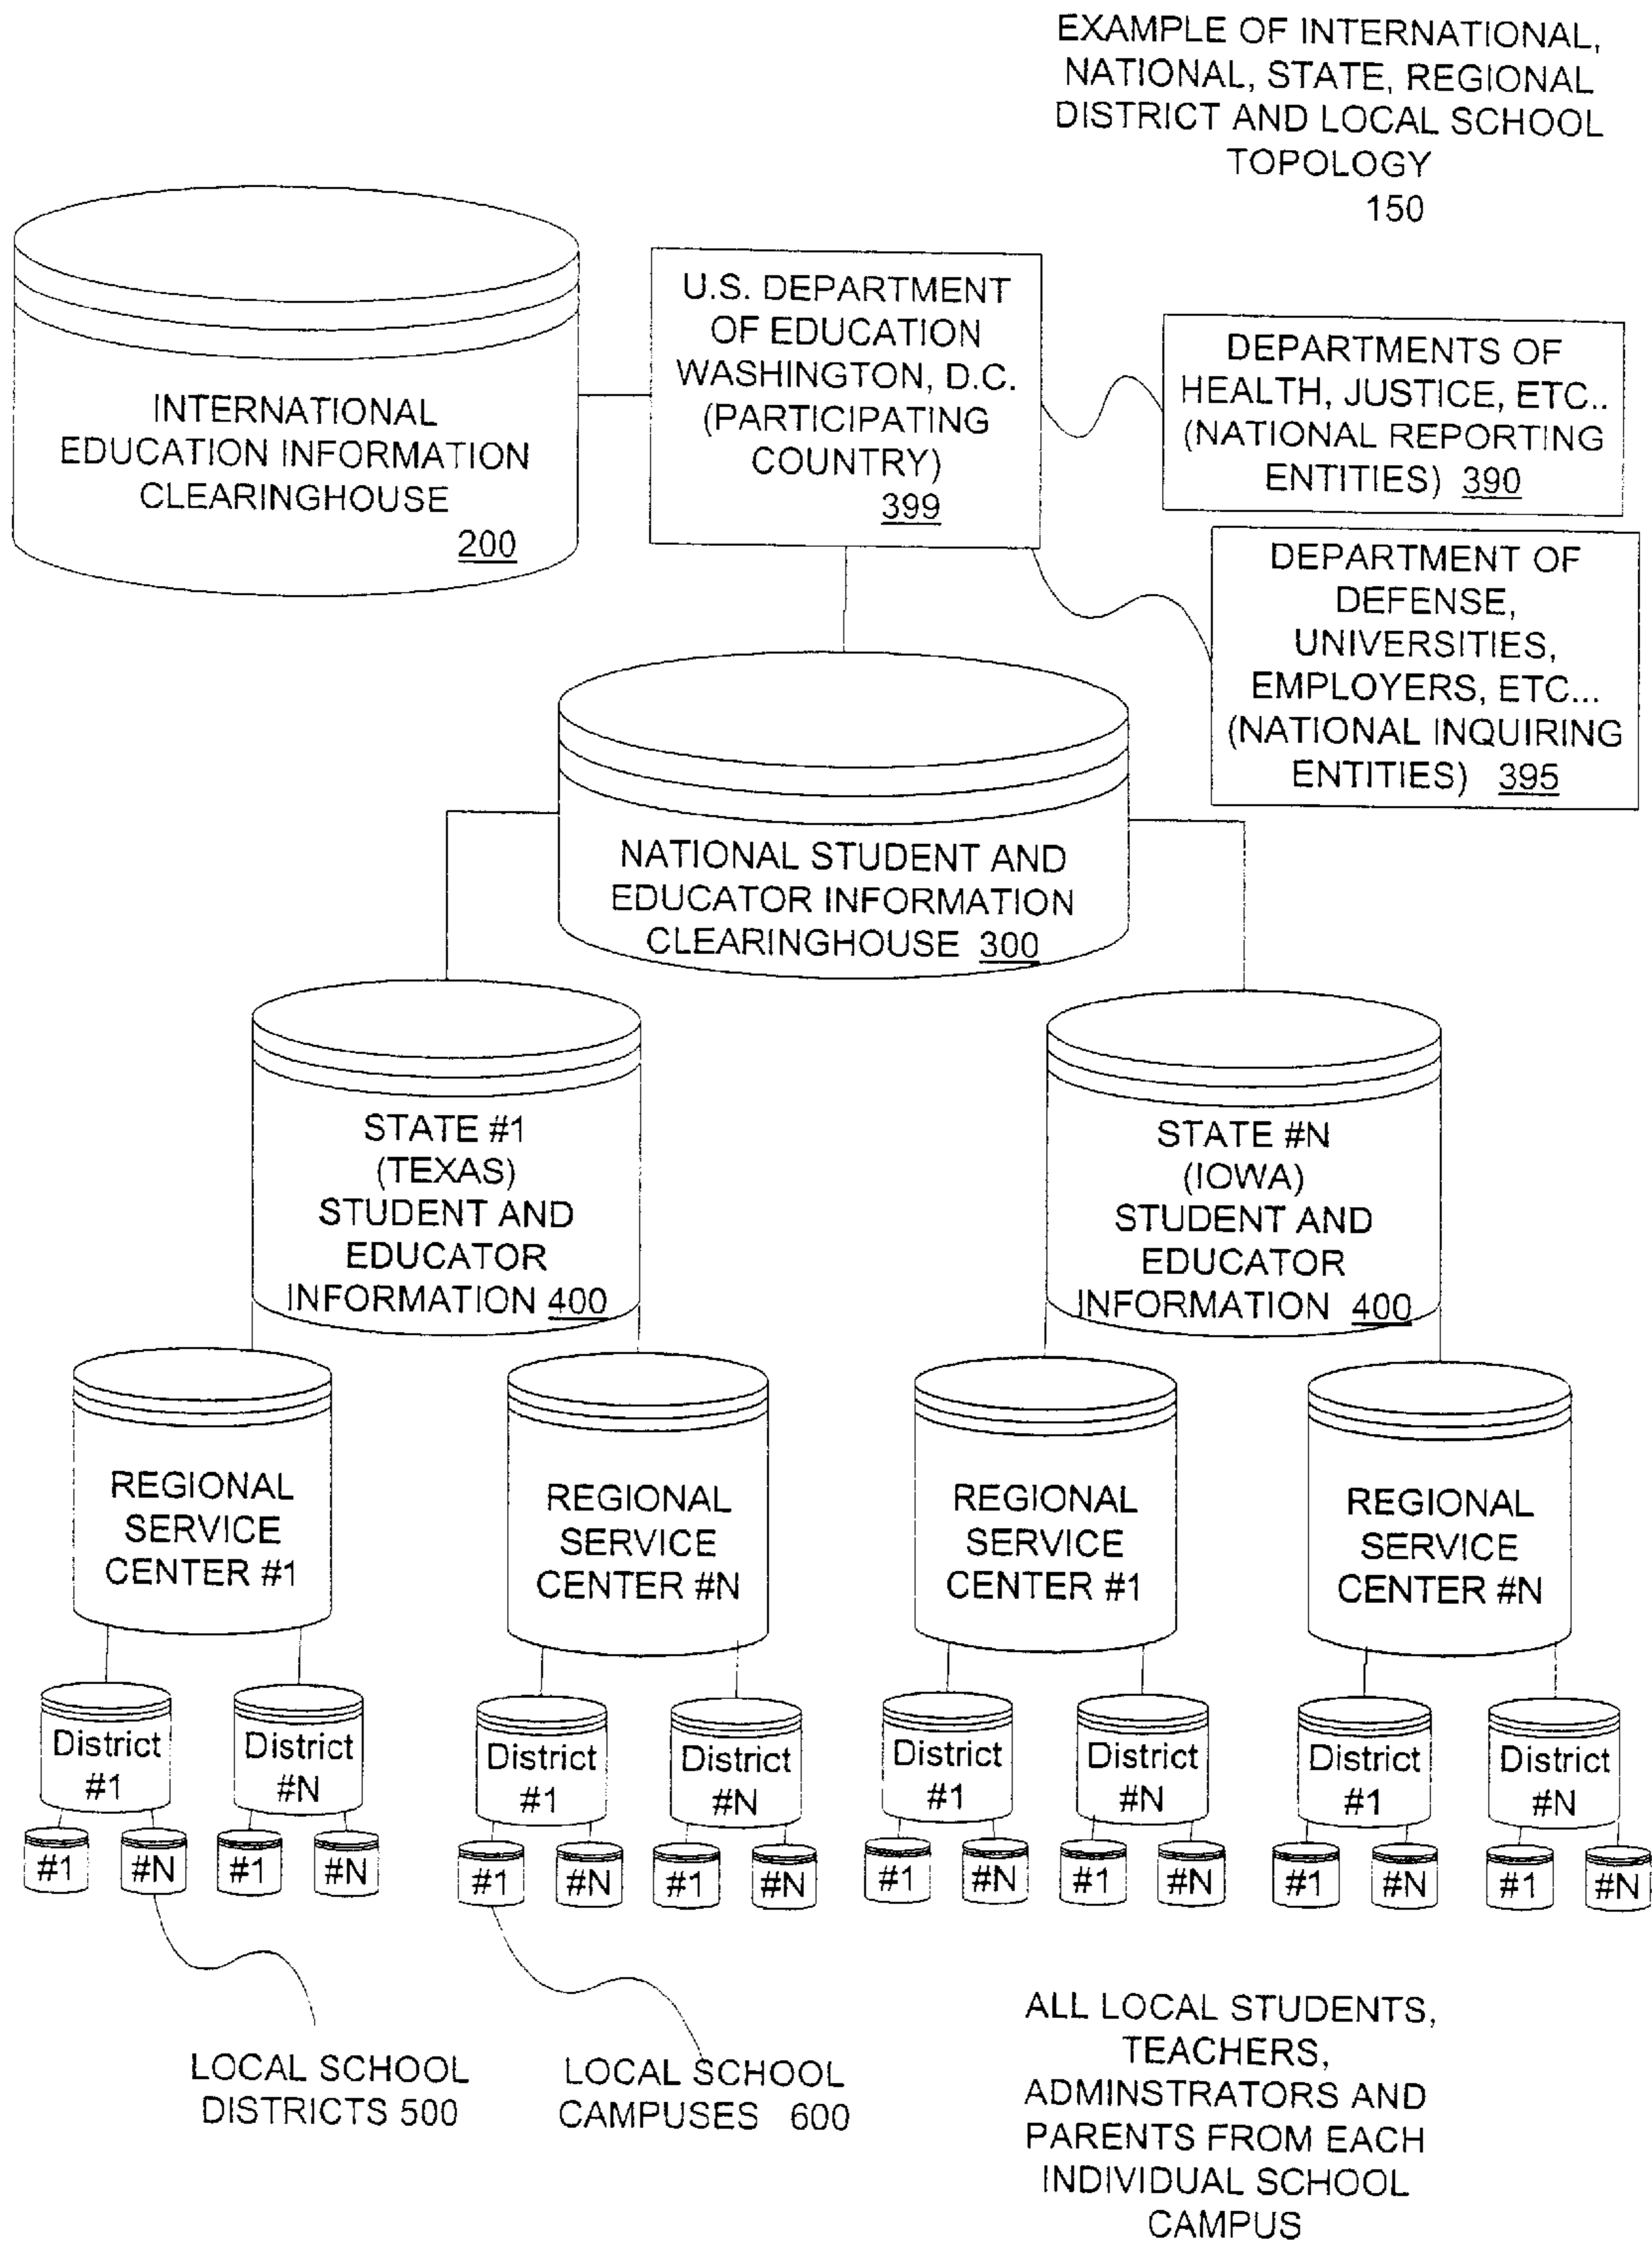 EXAMPLE OF INTERNATIONAL,
NATIONAL, STATE, REGIONAL
DISTRICT AND LOCAL SCHOOL
TOPOLOGY
150
INTERNATIONAL
EDUCATION INFORMATION
CLEARINGHOUSE
200
U.S. DEPARTMENT
OF EDUCATION
WASHINGTON, D.C.
(PARTICIPATING
COUNTRY)
399
DEPARTMENTS OF
HEALTH, JUSTICE, ETC..
(NATIONAL REPORTING
ENTITIES) 390
DEPARTMENT OF
DEFENSE,
UNIVERSITIES,
EMPLOYERS, ETC...
(NATIONAL INQUIRING
ENTITIES) 395
NATIONAL STUDENT AND
EDUCATOR INFORMATION
CLEARINGHOUSE 300
STATE #1
(TEXAS)
STUDENT AND
EDUCATOR
INFORMATION 400
STATE #N
(IOWA)
STUDENT AND
EDUCATOR
INFORMATION 400
REGIONAL
SERVICE
CENTER #1
REGIONAL
SERVICE
CENTER #N
REGIONAL
SERVICE
CENTER #1
REGIONAL
SERVICE
CENTER #N
District
#1
District
#N
District
#1
District
#N
District
#1
District
#N
District
#1
District
#N
#1
#N
#1
#N
#1
#N
#1
#N
#1
#N
#1
#N
#1
#N
#1
#N
LOCAL SCHOOL
DISTRICTS 500
LOCAL SCHOOL
CAMPUSES 600
ALL LOCAL STUDENTS,
TEACHERS,
ADMINSTRATORS AND
PARENTS FROM EACH
INDIVIDUAL SCHOOL
CAMPUS